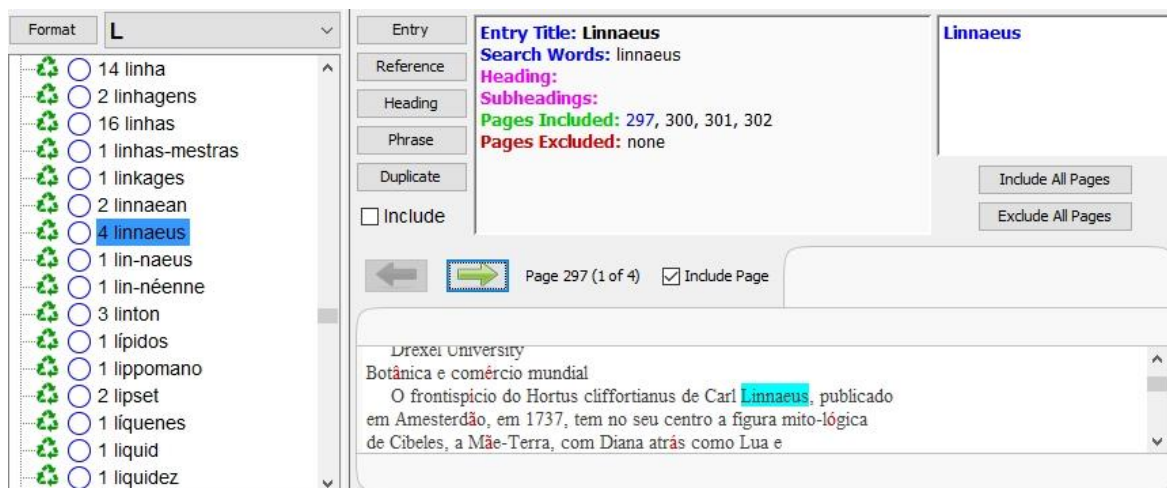 Format
L
14 linha
2 linhagens
16 linhas
1 linhas-mestras
1 linkages
2 linnaean
4 linnaeus
1 lin-naeus
1 lin-néenne
3 linton
1 lípidos
1 lippomano
2 lipset
1 líquenes
1 liquid
1 liquidez
Entry
Reference
Heading
Phrase
Duplicate
Include
Entry Title: Linnaeus
Search Words: linnaeus
Heading:
Subheadings:
Pages Included: 297, 300, 301, 302
Pages Excluded: none
Linnaeus
Include All Pages
Exclude All Pages
Page 297 (1 of 4)
Include Page
Drexel University
Botânica e comércio mundial
O frontispício do Hortus cliffortianus de Carl Linnaeus, publicado
em Amesterdão, em 1737, tem no seu centro a figura mito-lógica
de Cibeles, a Mãe-Terra, com Diana atrás como Lua e